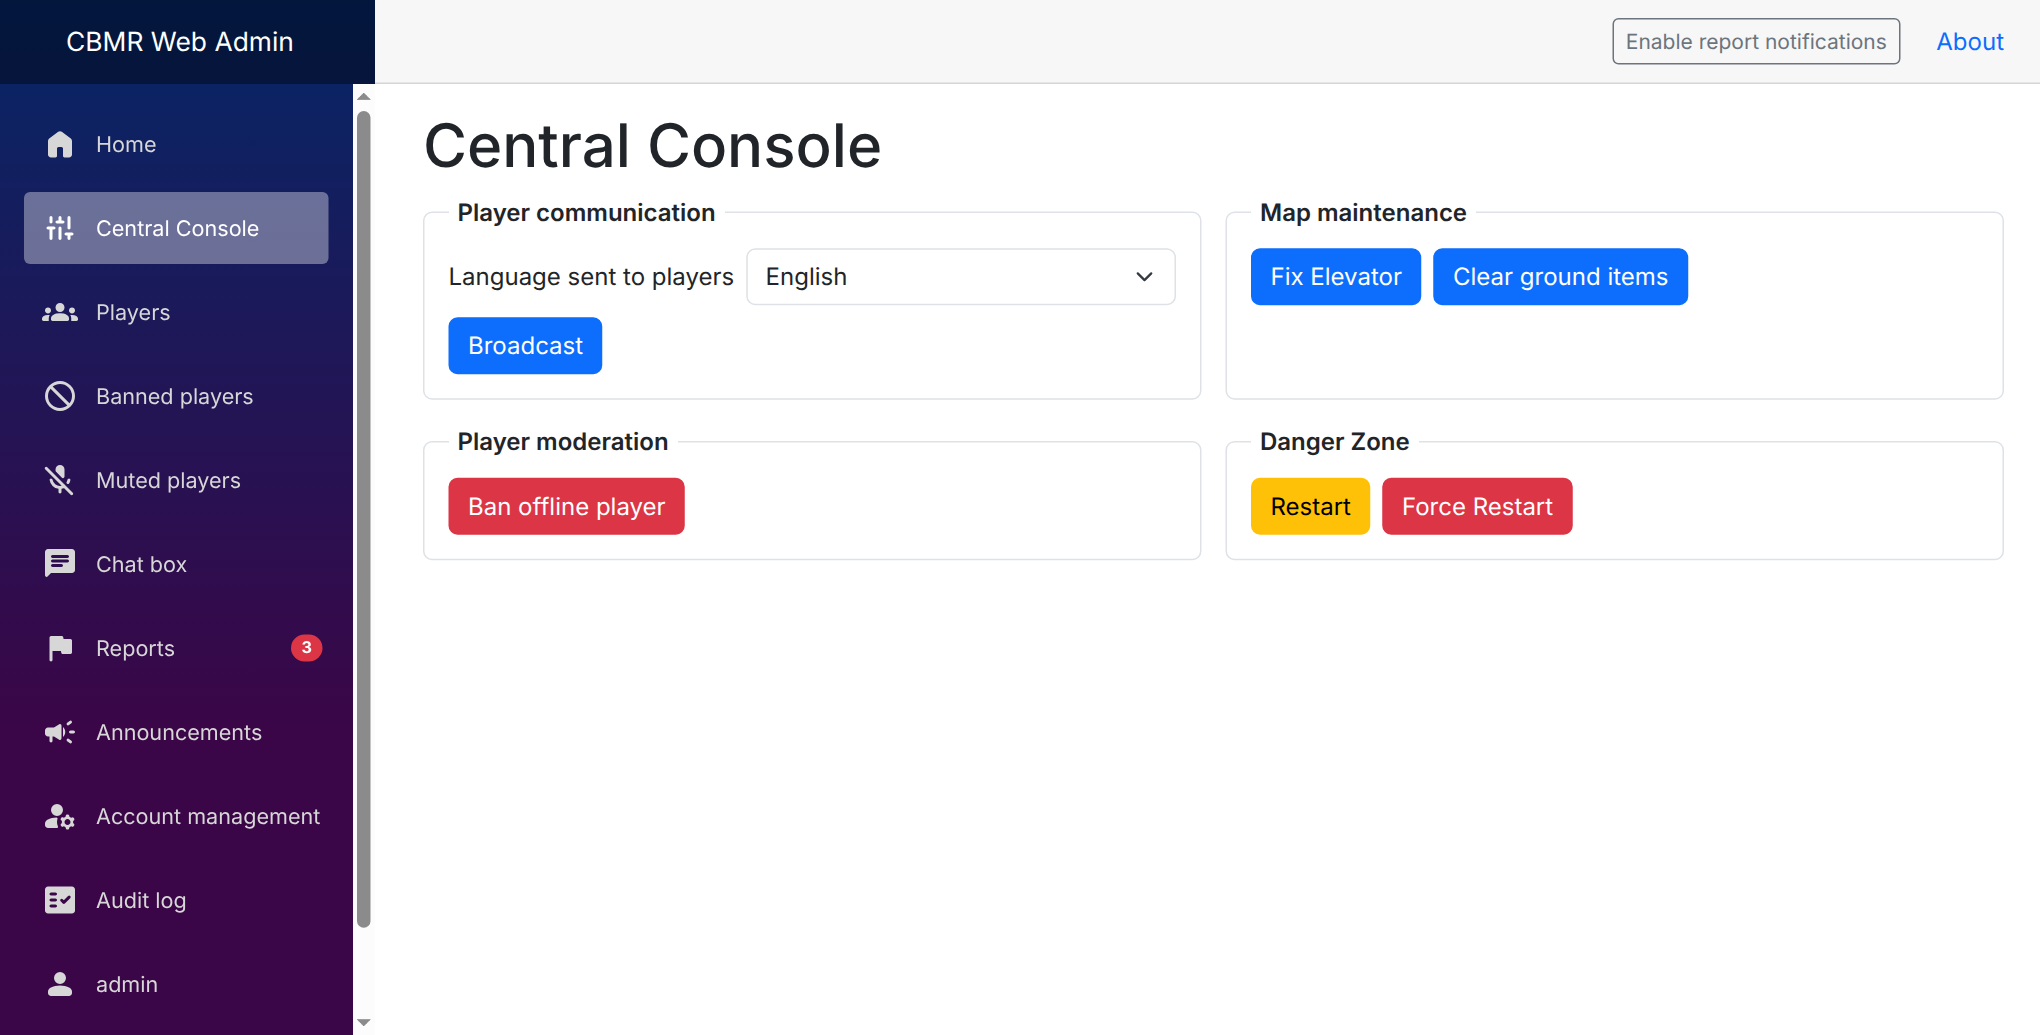 CBMR Web Admin
Enable report notifications
About
Home
Central Console
Players
Banned players
Muted players
Chat box
Reports
3
Announcements
Account management
Audit log
admin
Central Console
Player communication
Language sent to players
English
Broadcast
Map maintenance
Fix Elevator
Clear ground items
Player moderation
Ban offline player
Danger Zone
Restart
Force Restart